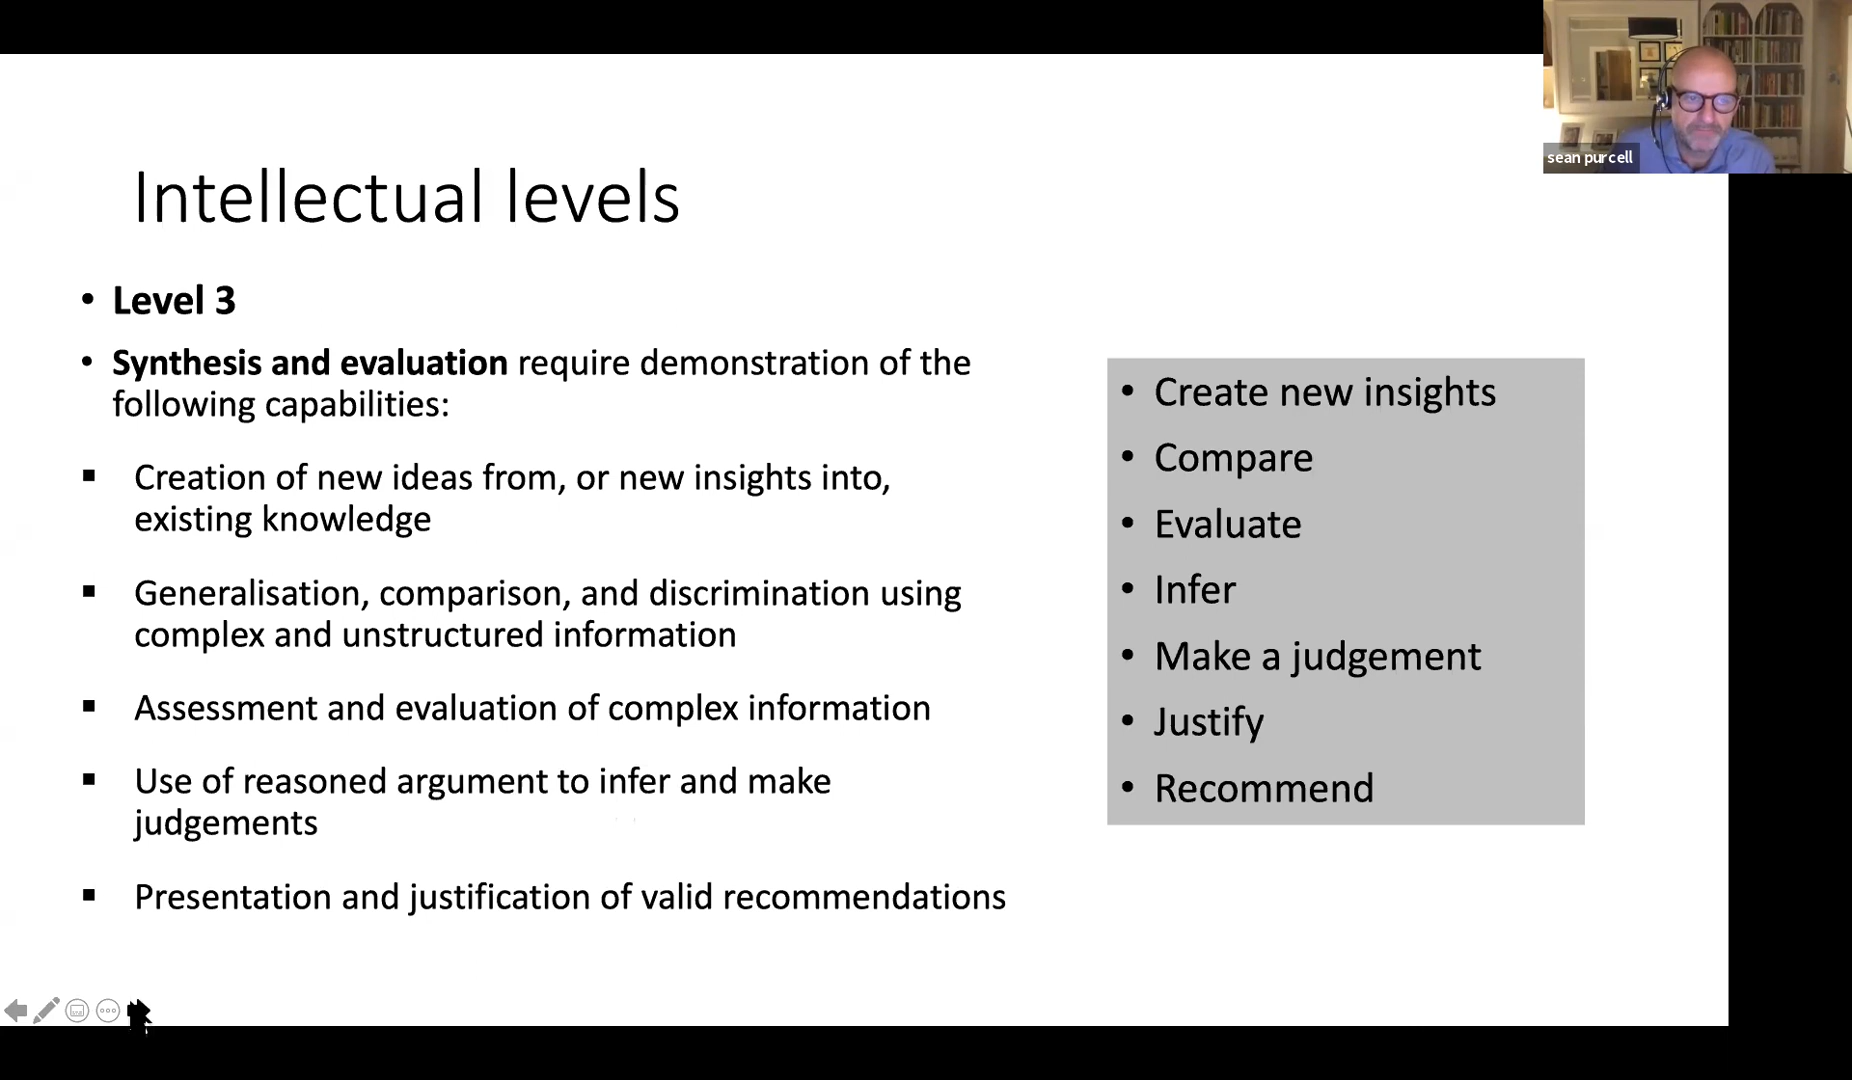 sean purcell
Intellectual levels
• Level 3
• Synthesis and evaluation require demonstration of the
following capabilities:
▪ Creation of new ideas from, or new insights into,
existing knowledge
▪ Generalisation, comparison, and discrimination using
complex and unstructured information
▪ Assessment and evaluation of complex information
▪ Use of reasoned argument to infer and make
judgements
▪ Presentation and justification of valid recommendations
• Create new insights
• Compare
• Evaluate
• Infer
• Make a judgement
• Justify
• Recommend